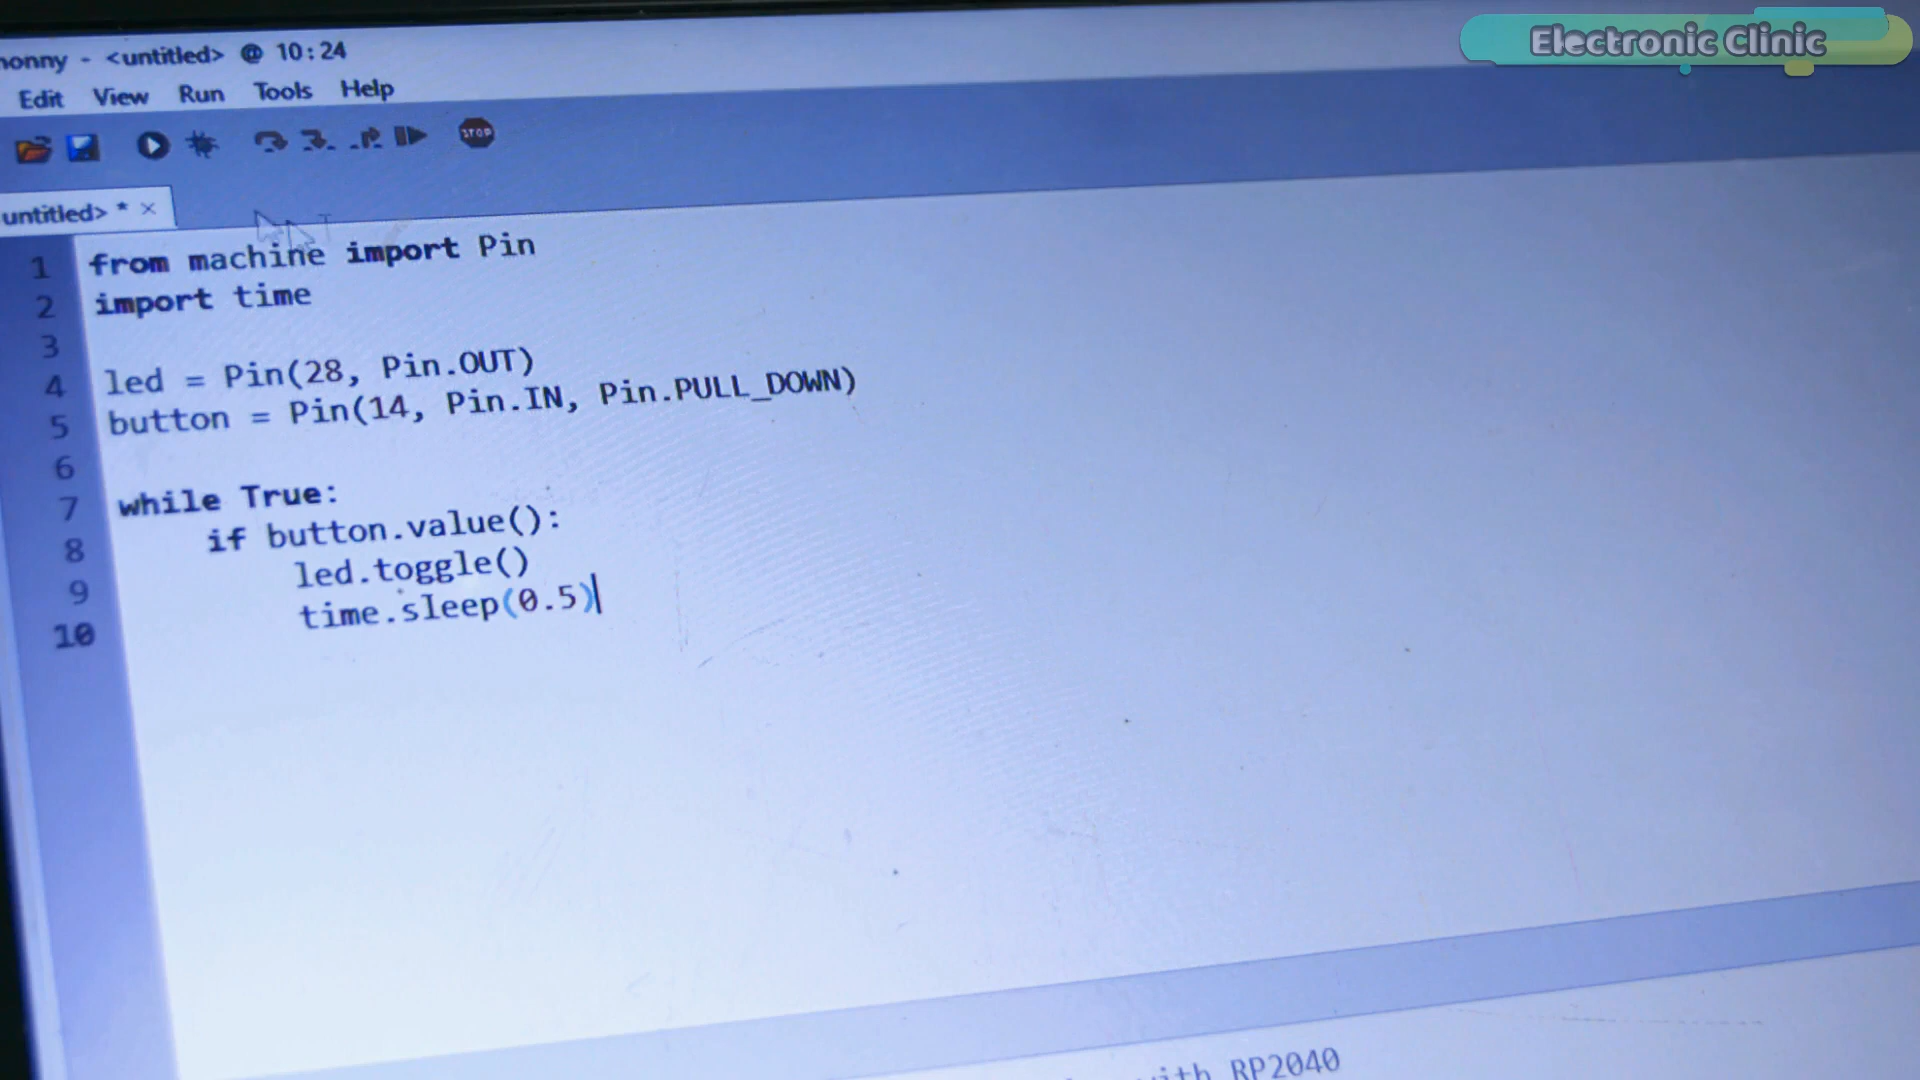 Electronic Clinic
- <untitled> @ 10:24
Edit View Run Tools Help
STOP
untitled> * ×
1 from machine import Pin
2 import time
3
4 led = Pin(28, Pin.OUT)
5 button = Pin(14, Pin.IN, Pin.PULL_DOWN)
6
7 while True:
8 if button.value():
9 led.toggle()
10 time.sleep(0.5)
with RP2040